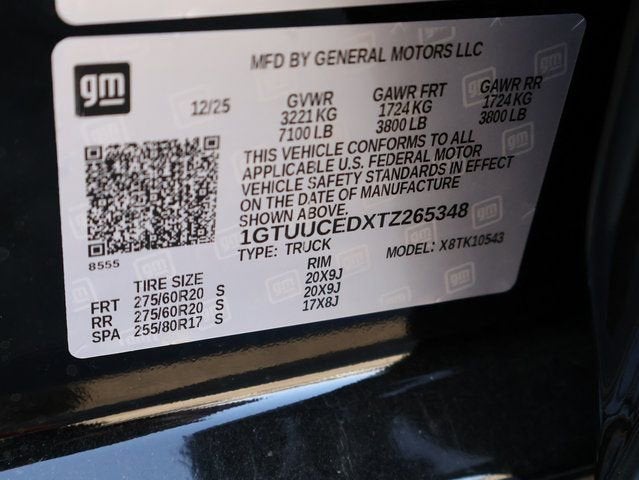 gm
MFD BY GENERAL MOTORS LLC
12/25
GVWR GAWR FRT GAWR RR
3221 KG 1724 KG 1724 KG
7100 LB 3800 LB 3800 LB
THIS VEHICLE CONFORMS TO ALL
APPLICABLE U.S. FEDERAL MOTOR
VEHICLE SAFETY STANDARDS IN EFFECT
ON THE DATE OF MANUFACTURE
SHOWN ABOVE.
1GTUUCEDXTZ265348
TYPE: TRUCK MODEL: X8TK10543
8555
TIRE SIZE RIM
FRT 275/60R20 S 20X9J
RR 275/60R20 S 20X9J
SPA 255/80R17 S 17X8J